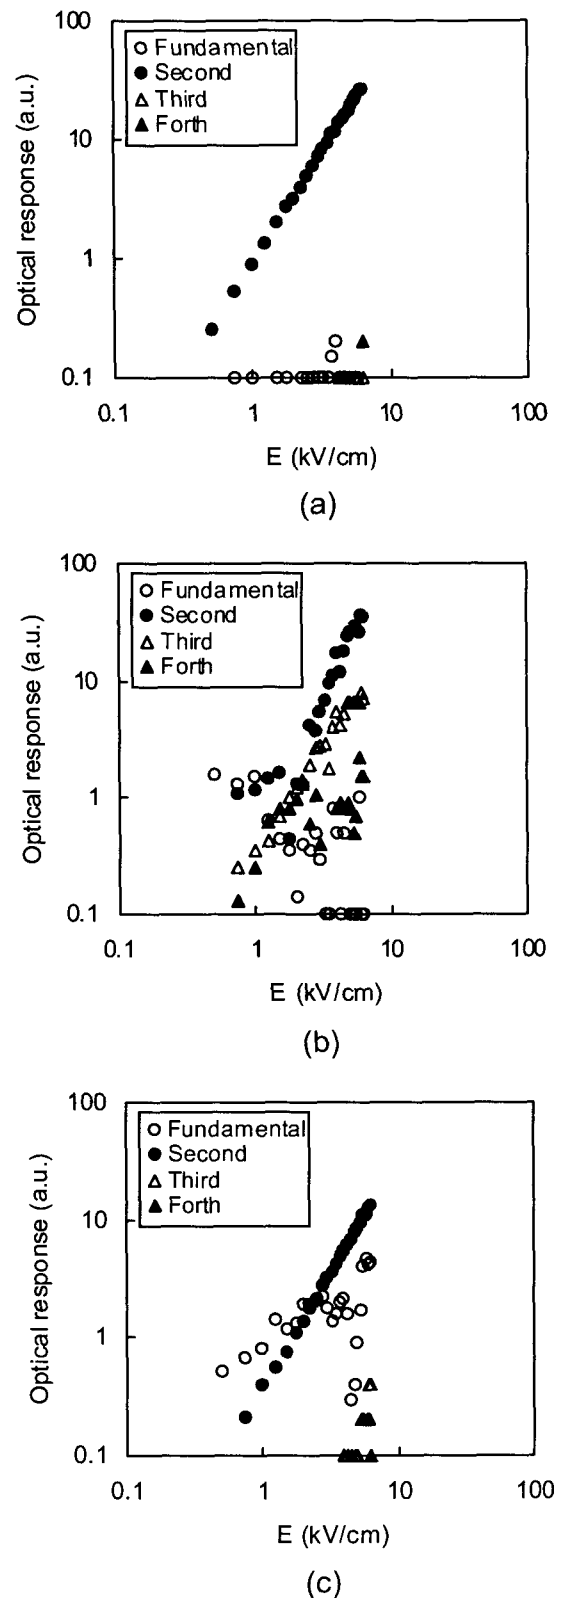 100
Fundamental
Second
Third
Forth
10
1
0.1
0.1 1 10 100
Optical response (a.u.)
E (kV/cm)
(a)
100
Fundamental
Second
Third
Forth
10
1
0.1
0.1 1 10 100
Optical response (a.u.)
E (kV/cm)
(b)
100
Fundamental
Second
Third
Forth
10
1
0.1
0.1 1 10 100
Optical response (a.u.)
E (kV/cm)
(c)